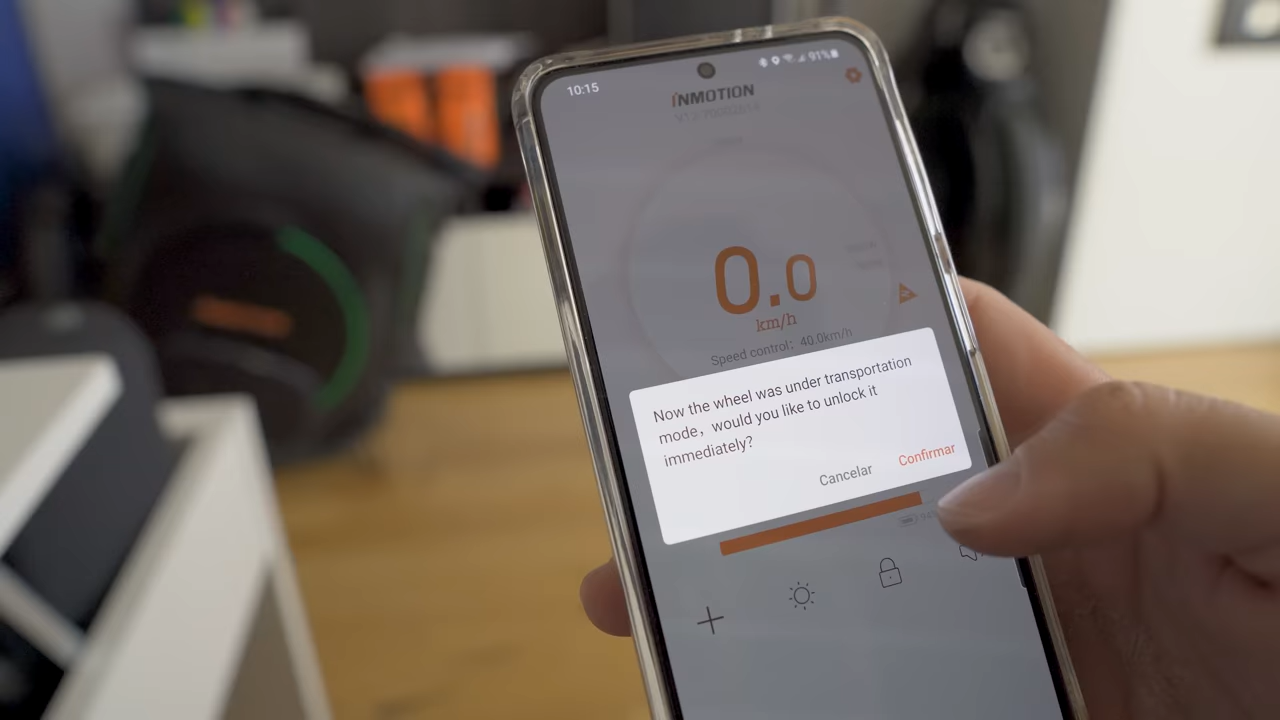 10:15
91%
INMOTION
0.0
km/h
Speed control: 40.0km/h
Now the wheel was under transportation
mode, would you like to unlock it
immediately?
Cancelar
Confirmar